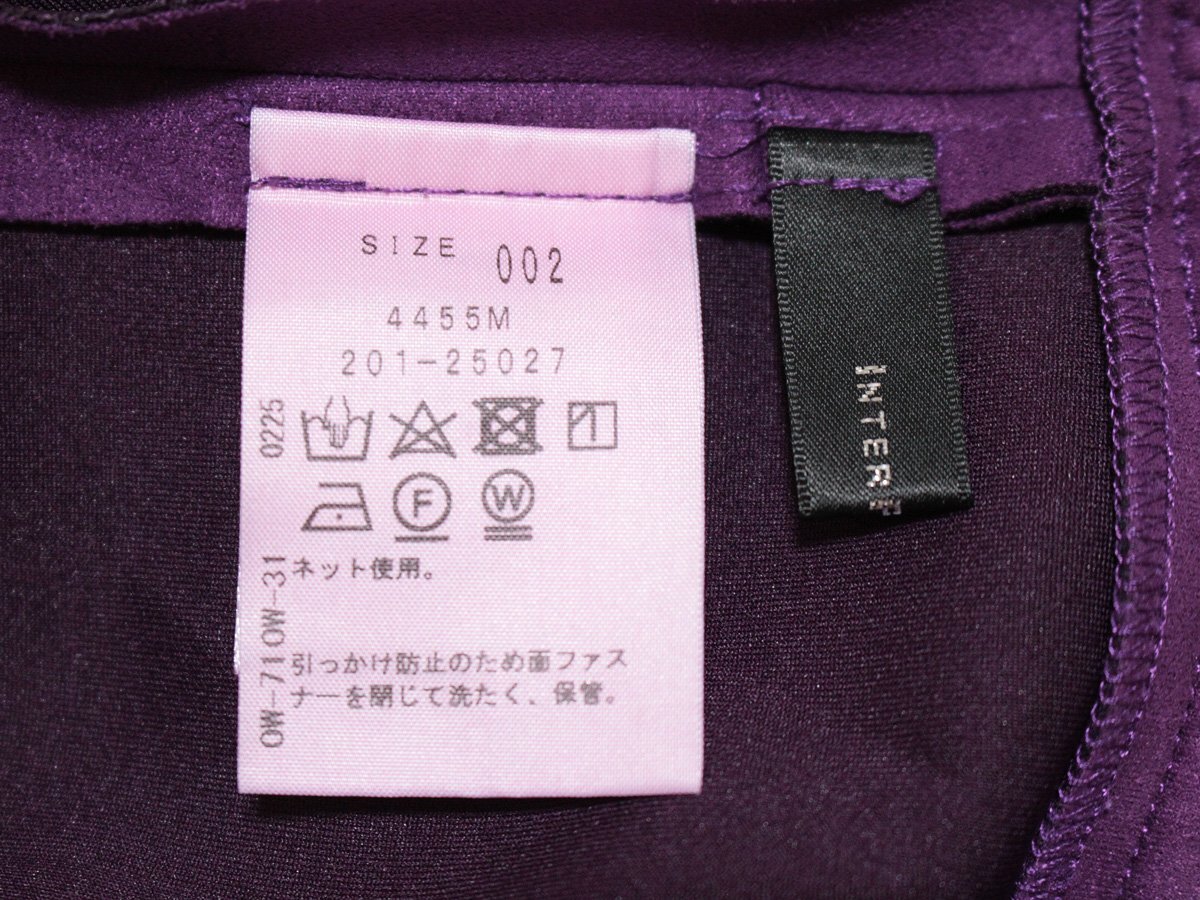 SIZE 002
4455M
201-25027
0225
F W
OW-710W-31
ネット使用。
引っかけ防止のため面ファス
ナーを閉じて洗たく、保管。